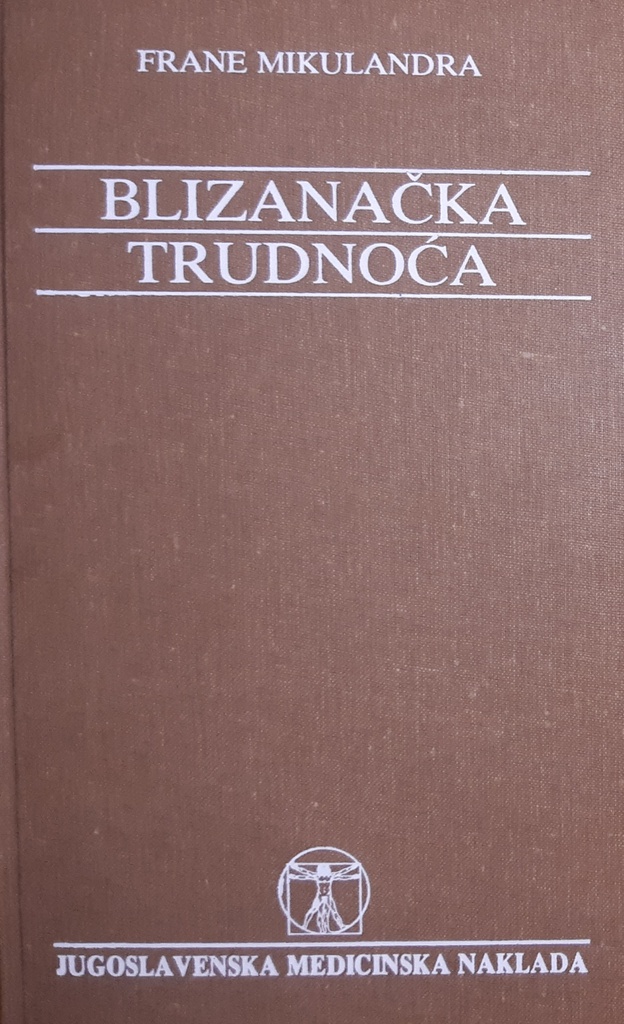 FRANE MIKULANDRA
BLIZANAČKA
TRUDNOĆA
JUGOSLAVENSKA MEDICINSKA NAKLADA